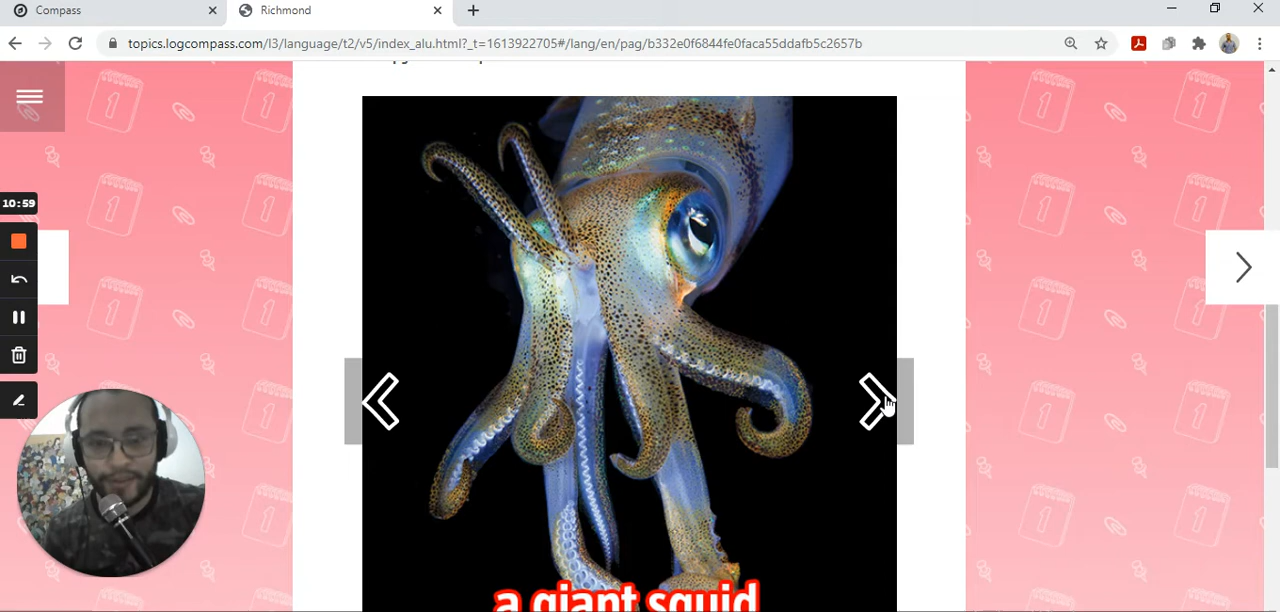 Compass
Richmond
topics.logcompass.com/l3/language/t2/v5/index_alu.html?_t=1613922705#/lang/en/pag/b332e0f6844fe0faca55ddafb5c2657b
10:59
a giant squid